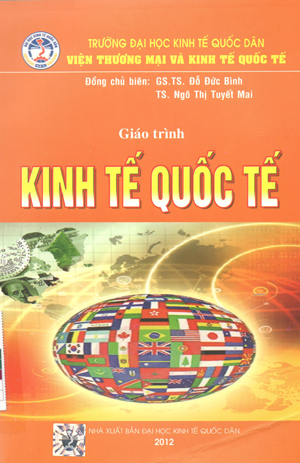 TRƯỜNG ĐẠI HỌC KINH TẾ QUỐC DÂN
VIỆN THƯƠNG MẠI VÀ KINH TẾ QUỐC TẾ
Đồng chủ biên: GS.TS. Đỗ Đức Bình
TS. Ngô Thị Tuyết Mai
Giáo trình
KINH TẾ QUỐC TẾ
NHÀ XUẤT BẢN ĐẠI HỌC KINH TẾ QUỐC DÂN
2012